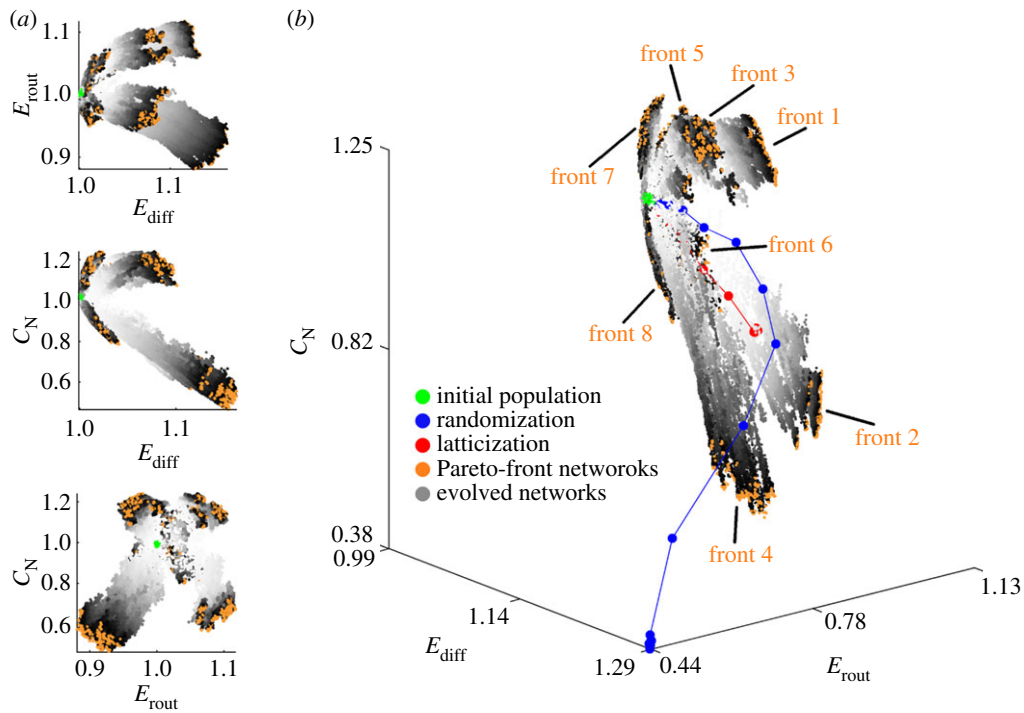 (a)
1.1
1.0
0.9
E_rout
1.0 1.1
E_diff
1.2
1.0
0.8
0.6
C_N
1.0 1.1
E_diff
1.2
1.0
0.8
0.6
C_N
0.9 1.0 1.1
E_rout
(b)
front 5
front 3
front 1
front 7
front 6
front 8
front 2
front 4
1.25
0.82
0.38
C_N
initial population
randomization
latticization
Pareto-front networoks
evolved networks
0.99
1.14
1.29
E_diff
0.44
0.78
1.13
E_rout